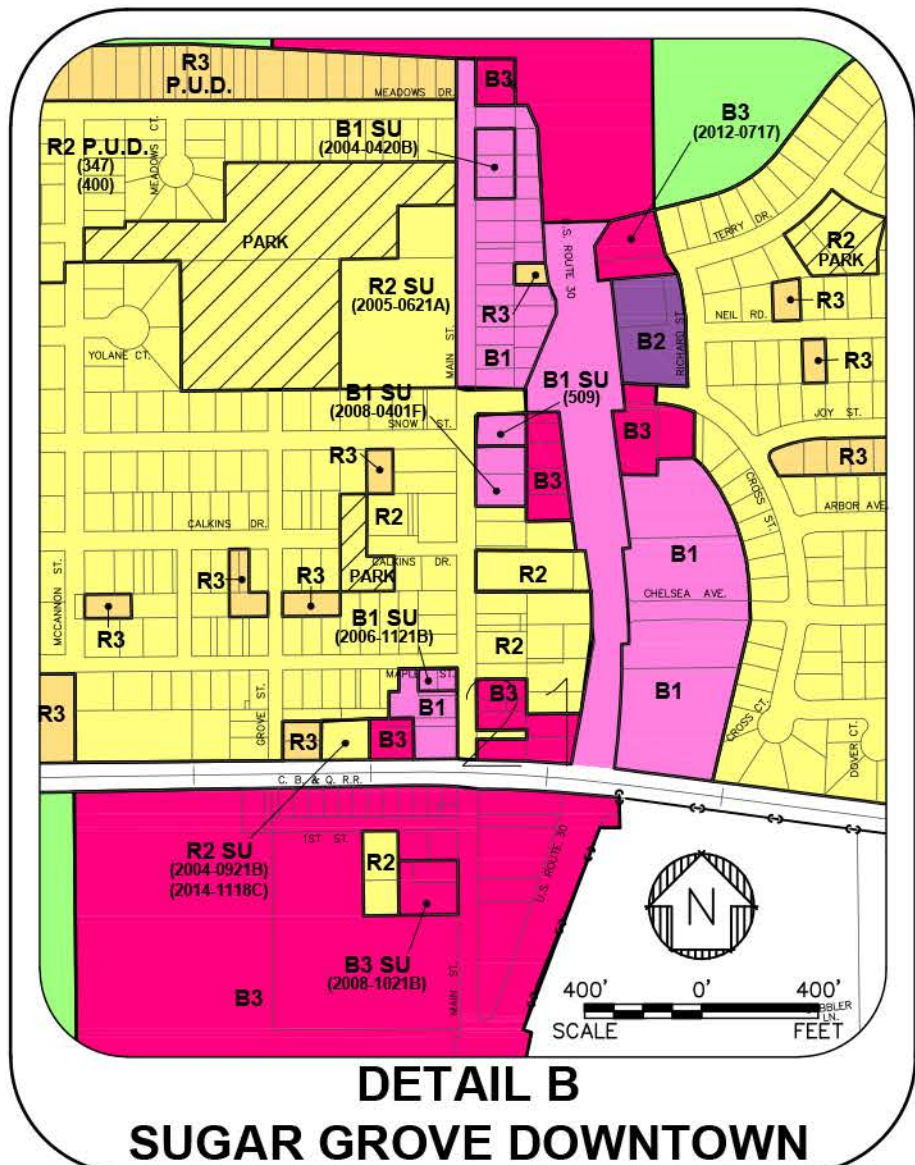 R3
P.U.D.
MEADOWS DR.
B3
B3
(2012-0717)
B1 SU
(2004-0420B)
R2 P.U.D.
(347)
(400)
MEADOWS CT.
PARK
TERRY DR.
U.S. ROUTE 30
R2
PARK
R2 SU
(2005-0621A)
R3
R3
NEIL RD.
MAIN ST.
B1
B2
RICHARD ST.
YOLANE CT.
R3
B1 SU
(509)
B1 SU
(2008-0401F)
SNOW ST.
JOY ST.
B3
R3
R3
B3
CROSS ST.
R2
ARBOR AVE.
CALKINS DR.
B1
MCCANNON ST.
CALKINS DR.
R2
PARK
R3
R3
CHELSEA AVE.
R3
B1 SU
(2006-1121B)
R2
MAPLE ST.
B3
B1
B1
R3
GROVE ST.
CROSS CT.
DOVER CT.
R3
B3
C. B. & Q. R.R.
1ST ST.
R2 SU
(2004-0921B)
(2014-1118C)
R2
U.S. ROUTE 30
N
B3 SU
(2008-1021B)
MAIN ST.
B3
400' 0' 400'
SCALE FEET
LN.
DETAIL B
SUGAR GROVE DOWNTOWN